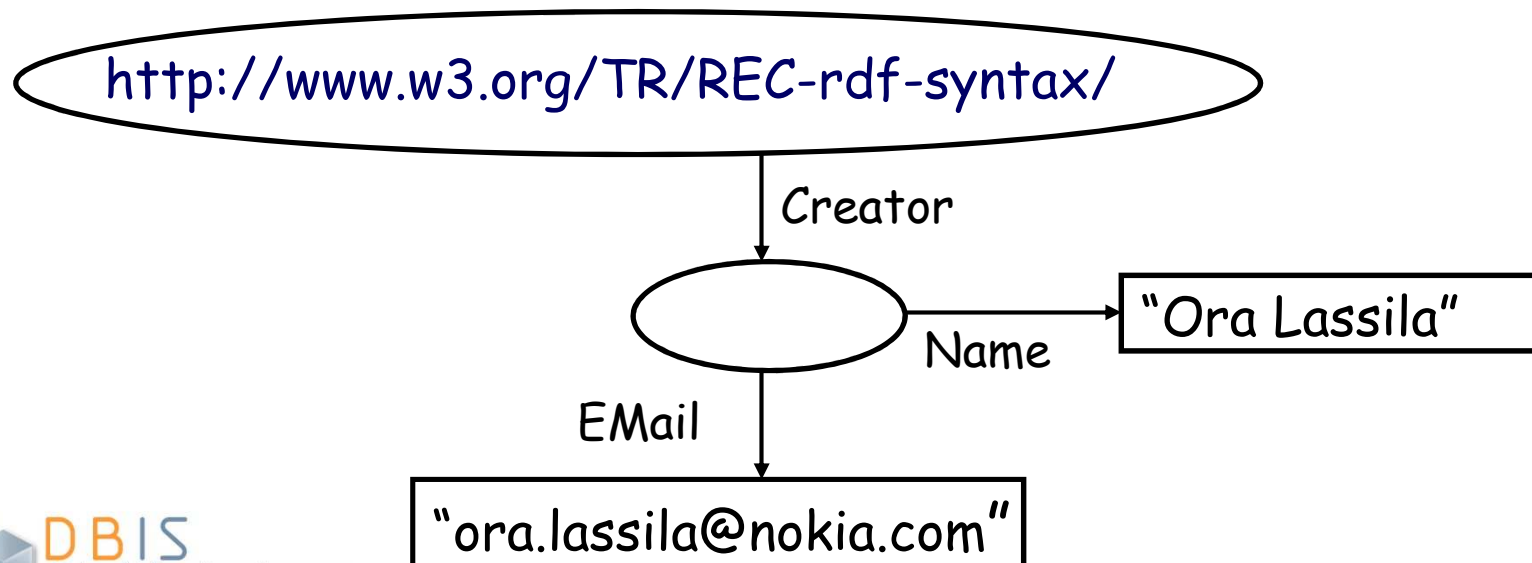 http://www.w3.org/TR/REC-rdf-syntax/
Creator
“Ora Lassila”
Name
EMail
“ora.lassila@nokia.com”
DBIS